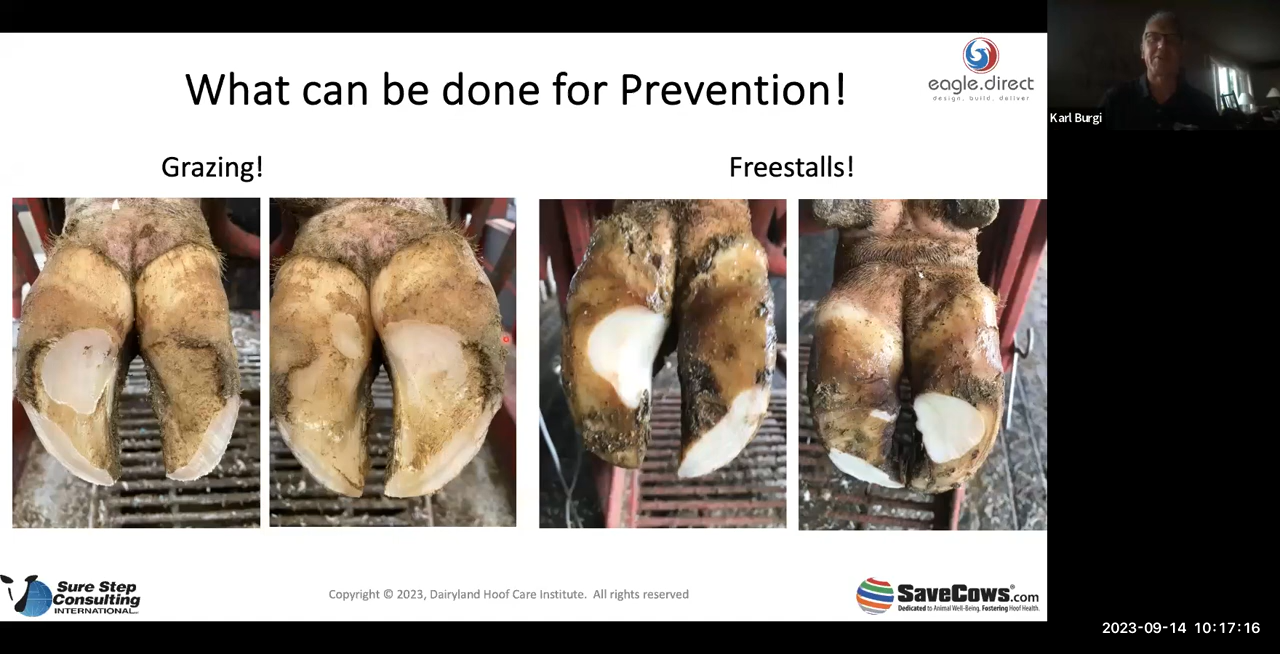 What can be done for Prevention!
eagle.direct
design. build. deliver
Karl Burgi
Grazing!
Freestalls!
Sure Step
Consulting
INTERNATIONAL
Copyright © 2023, Dairyland Hoof Care Institute. All rights reserved
SaveCows.com
Dedicated to Animal Well-Being, Fostering Hoof Health.
2023-09-14 10:17:16